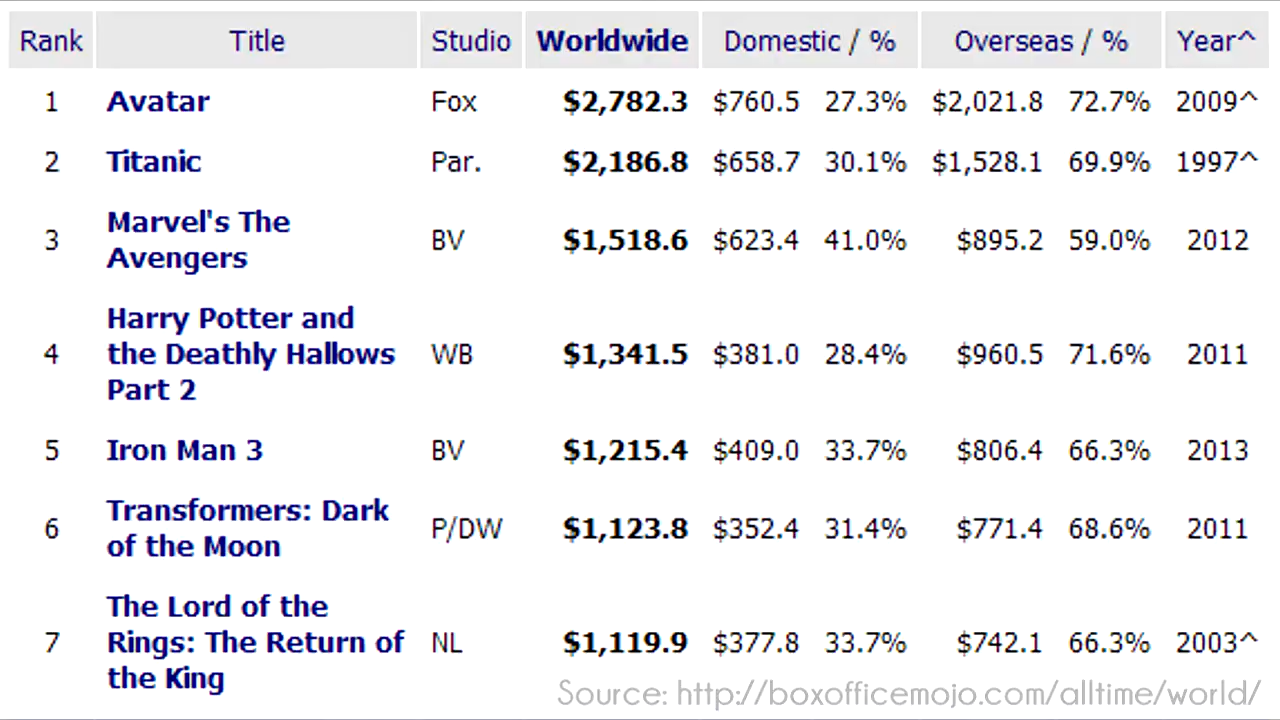 Rank Title Studio Worldwide Domestic / % Overseas / % Year^
1 Avatar Fox $2,782.3 $760.5 27.3% $2,021.8 72.7% 2009^
2 Titanic Par. $2,186.8 $658.7 30.1% $1,528.1 69.9% 1997^
Marvel's The
3 BV $1,518.6 $623.4 41.0% $895.2 59.0% 2012
Avengers
Harry Potter and
4 the Deathly Hallows WB $1,341.5 $381.0 28.4% $960.5 71.6% 2011
Part 2
5 Iron Man 3 BV $1,215.4 $409.0 33.7% $806.4 66.3% 2013
Transformers: Dark
6 P/DW $1,123.8 $352.4 31.4% $771.4 68.6% 2011
of the Moon
The Lord of the
7 Rings: The Return of NL $1,119.9 $377.8 33.7% $742.1 66.3% 2003^
the King
Source: http://boxofficemojo.com/alltime/world/